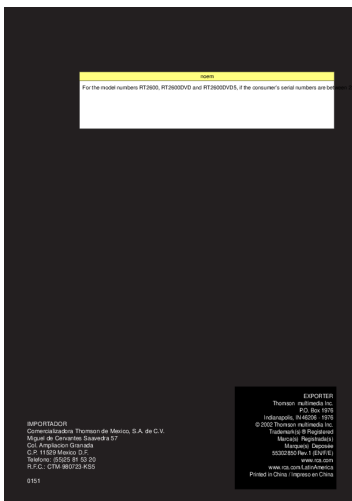 noem
For the model numbers RT2600, RT2600DVD and RT2600DVDS, if the consumer's serial numbers are
IMPORTADOR
Comercializadora Thomson de Mexico, S.A. de C.V.
Miguel de Cervantes Saavedra 57
Col. Ampliacion Granada
C.P. 11529 Mexico D.F.
Telefono: (55)25 81 53 20
R.F.C.: CTM-980723-KS5
0151
EXPORTER
Thomson multimedia Inc.
P.O. Box 1976
Indianapolis, IN 46206 - 1976
© 2002 Thomson multimedia Inc.
Trademark(s) ® Registered
Marca(s) Registrada(s)
Marque(s) Deposée
55302850 Rev.1 (EN/F/E)
www.rca.com
www.rca.com/LatinAmerica
Printed in China / Impreso en China